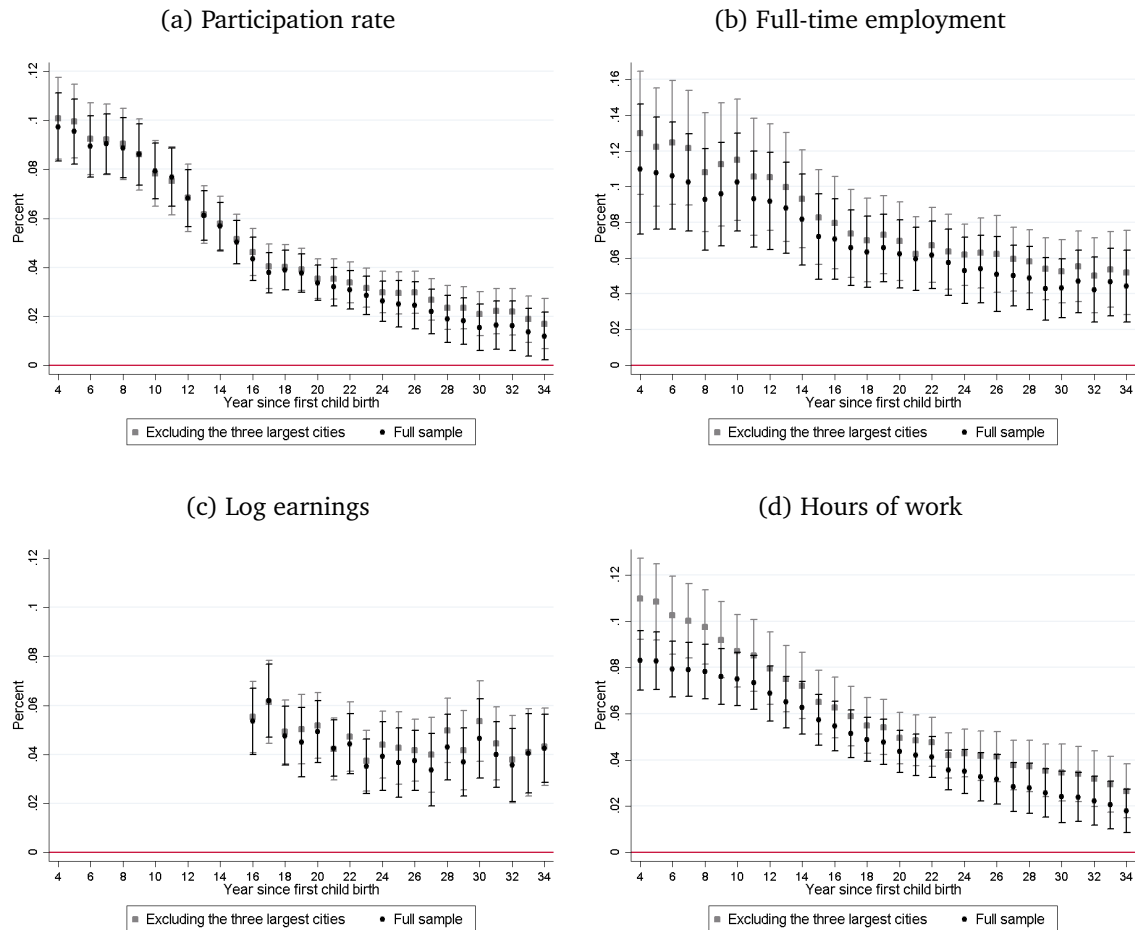 (a) Participation rate
Percent
0 .02 .04 .06 .08 .1 .12
4 6 8 10 12 14 16 18 20 22 24 26 28 30 32 34
Year since first child birth
Excluding the three largest cities Full sample
(b) Full-time employment
Percent
0 .02 .04 .06 .08 .1 .12 .14 .16
4 6 8 10 12 14 16 18 20 22 24 26 28 30 32 34
Year since first child birth
Excluding the three largest cities Full sample
(c) Log earnings
Percent
0 .02 .04 .06 .08 .1 .12
4 6 8 10 12 14 16 18 20 22 24 26 28 30 32 34
Year since first child birth
Excluding the three largest cities Full sample
(d) Hours of work
Percent
0 .02 .04 .06 .08 .1 .12
4 6 8 10 12 14 16 18 20 22 24 26 28 30 32 34
Year since first child birth
Excluding the three largest cities Full sample